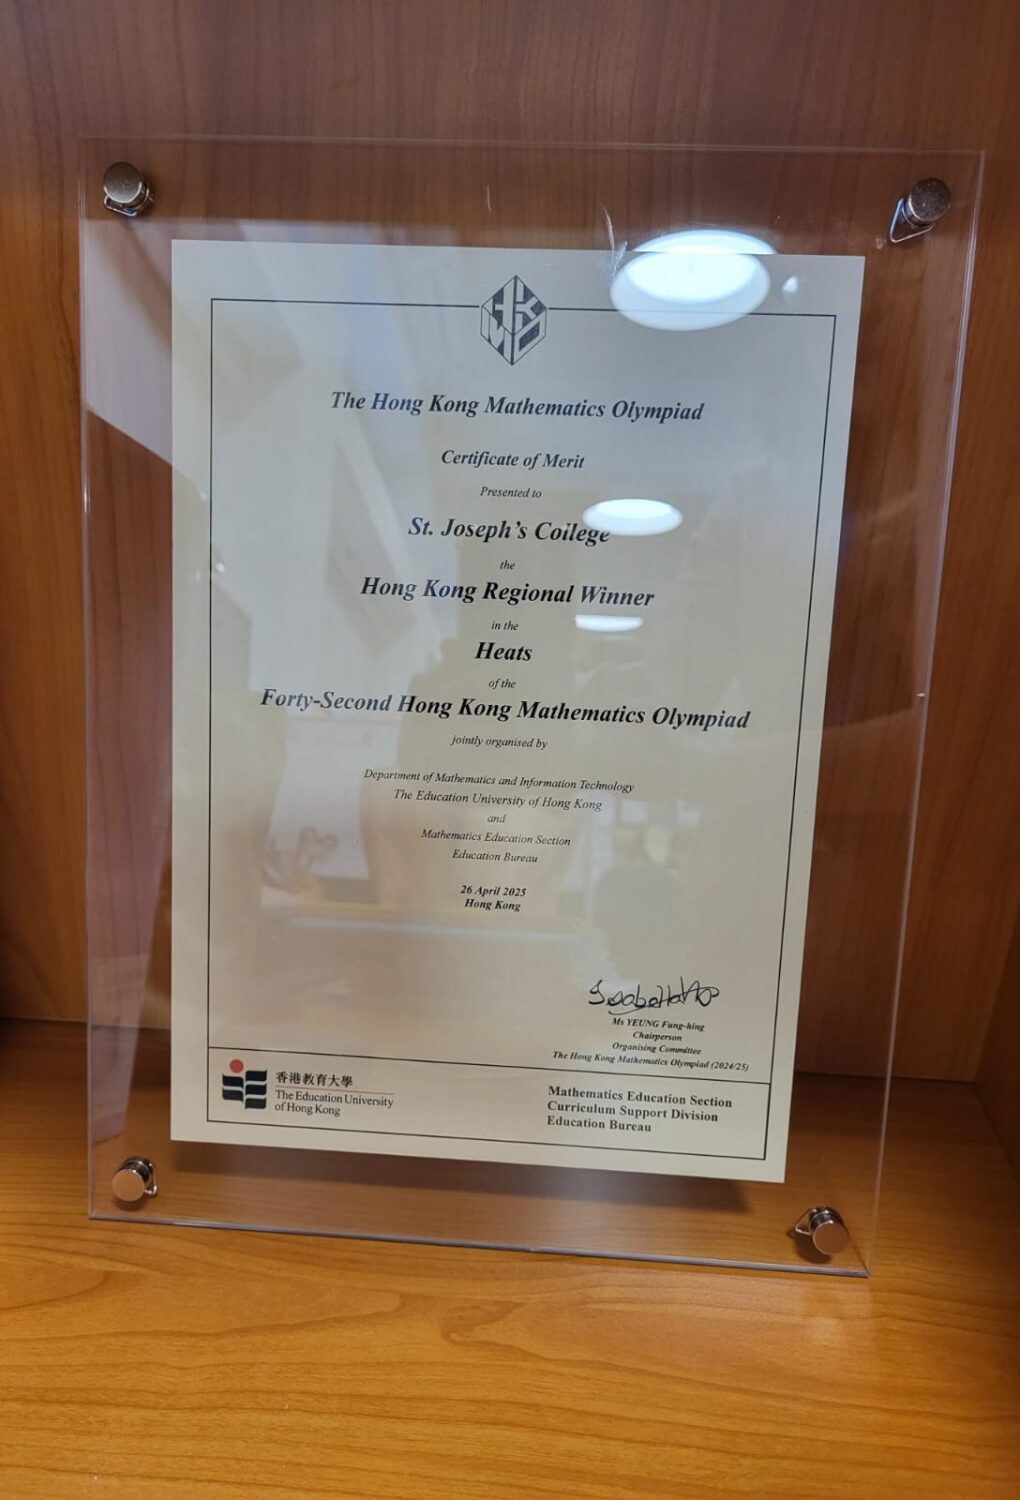 HKMO
The Hong Kong Mathematics Olympiad
Certificate of Merit
Presented to
St. Joseph's College
the
Hong Kong Regional Winner
in the
Heats
of the
Forty-Second Hong Kong Mathematics Olympiad
jointly organised by
Department of Mathematics and Information Technology
The Education University of Hong Kong
and
Mathematics Education Section
Education Bureau
26 April 2025
Hong Kong
Ms YEUNG Fung-hing
Chairperson
Organising Committee
The Hong Kong Mathematics Olympiad (2024/25)
香港教育大學
The Education University
of Hong Kong
Mathematics Education Section
Curriculum Support Division
Education Bureau